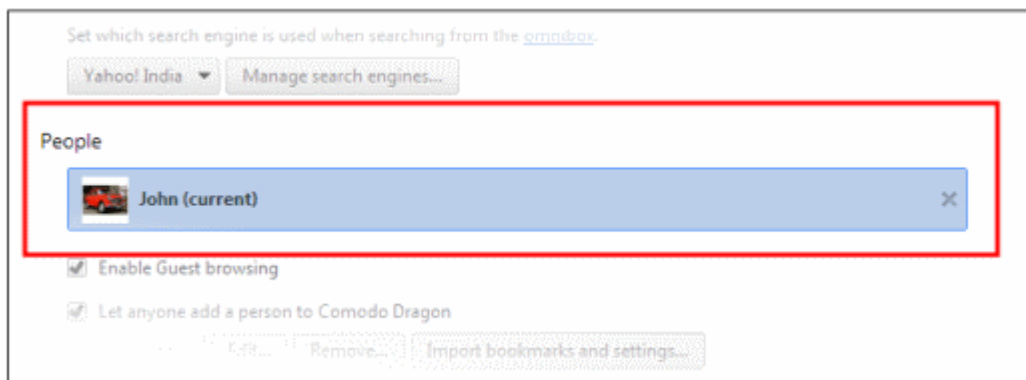 Set which search engine is used when searching from the omnibox.
Yahoo! India Manage search engines...
People
John (current)
Enable Guest browsing
Let anyone add a person to Comodo Dragon
Edit... Remove... Import bookmarks and settings...